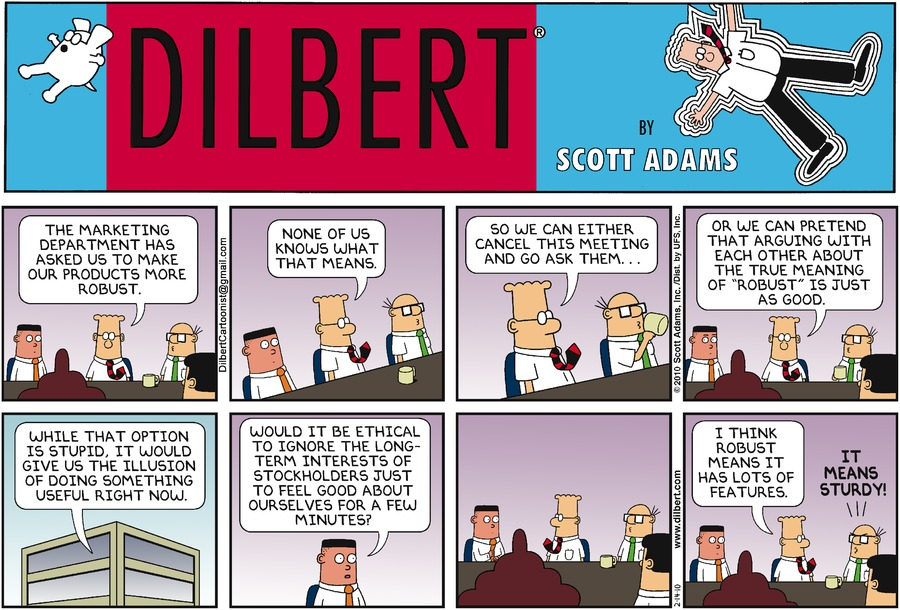 DILBERT®
BY
SCOTT ADAMS
THE MARKETING
DEPARTMENT HAS
ASKED US TO MAKE
OUR PRODUCTS MORE
ROBUST.
DilbertCartoonist@gmail.com
NONE OF US
KNOWS WHAT
THAT MEANS.
SO WE CAN EITHER
CANCEL THIS MEETING
AND GO ASK THEM...
© 2010 Scott Adams, Inc. /Dist. by UFS, Inc.
OR WE CAN PRETEND
THAT ARGUING WITH
EACH OTHER ABOUT
THE TRUE MEANING
OF "ROBUST" IS JUST
AS GOOD.
WHILE THAT OPTION
IS STUPID, IT WOULD
GIVE US THE ILLUSION
OF DOING SOMETHING
USEFUL RIGHT NOW.
WOULD IT BE ETHICAL
TO IGNORE THE LONG-
TERM INTERESTS OF
STOCKHOLDERS JUST
TO FEEL GOOD ABOUT
OURSELVES FOR A FEW
MINUTES?
2-14-10 www.dilbert.com
I THINK
ROBUST
MEANS IT
HAS LOTS OF
FEATURES.
IT
MEANS
STURDY!